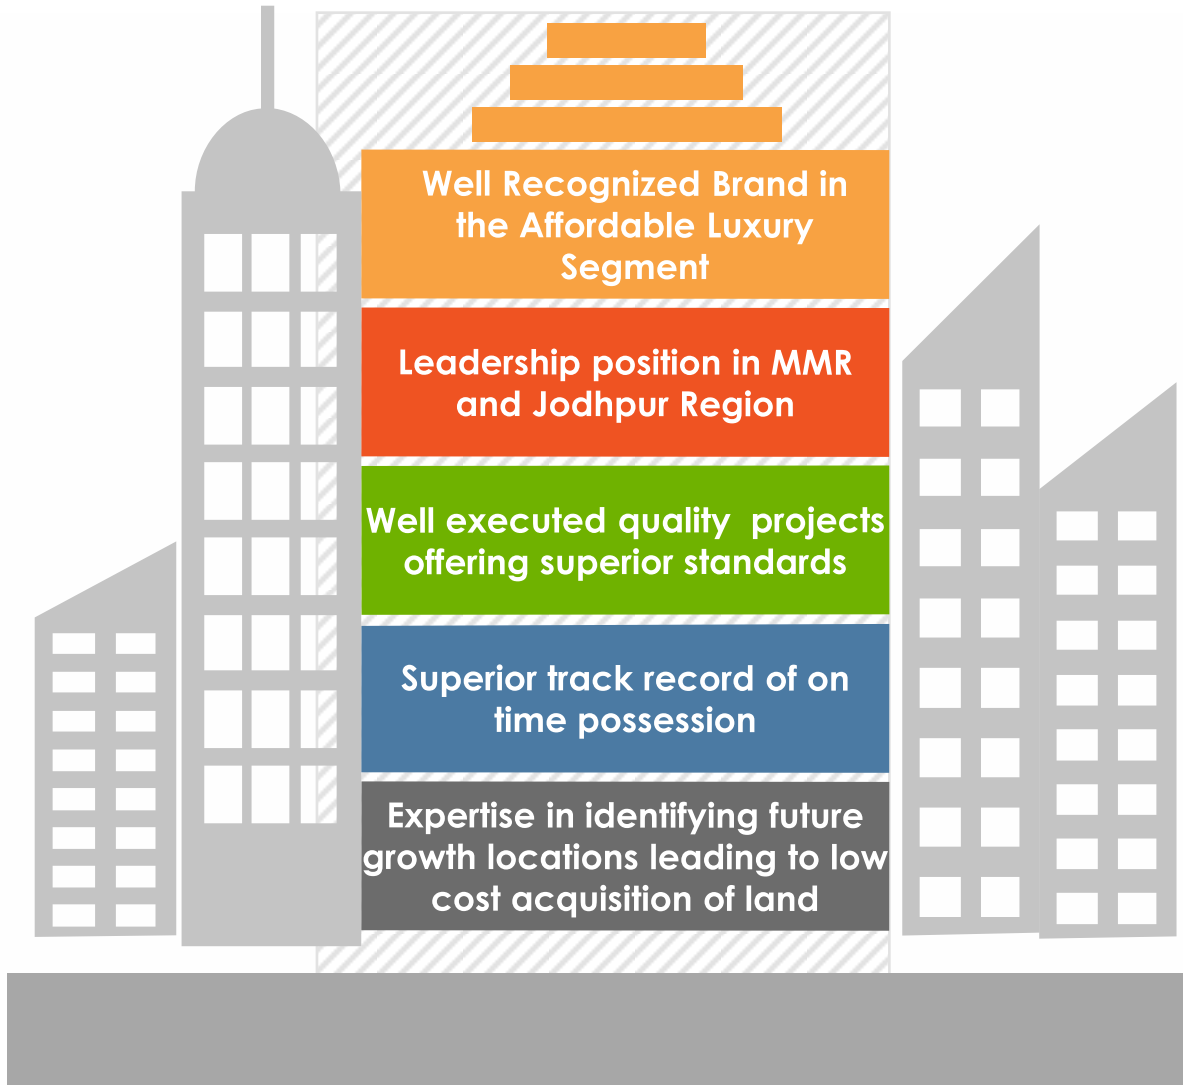 Well Recognized Brand in
the Affordable Luxury
Segment
Leadership position in MMR
and Jodhpur Region
Well executed quality  projects
offering superior standards
Superior track record of on
time possession
Expertise in identifying future
growth locations leading to low
cost acquisition of land